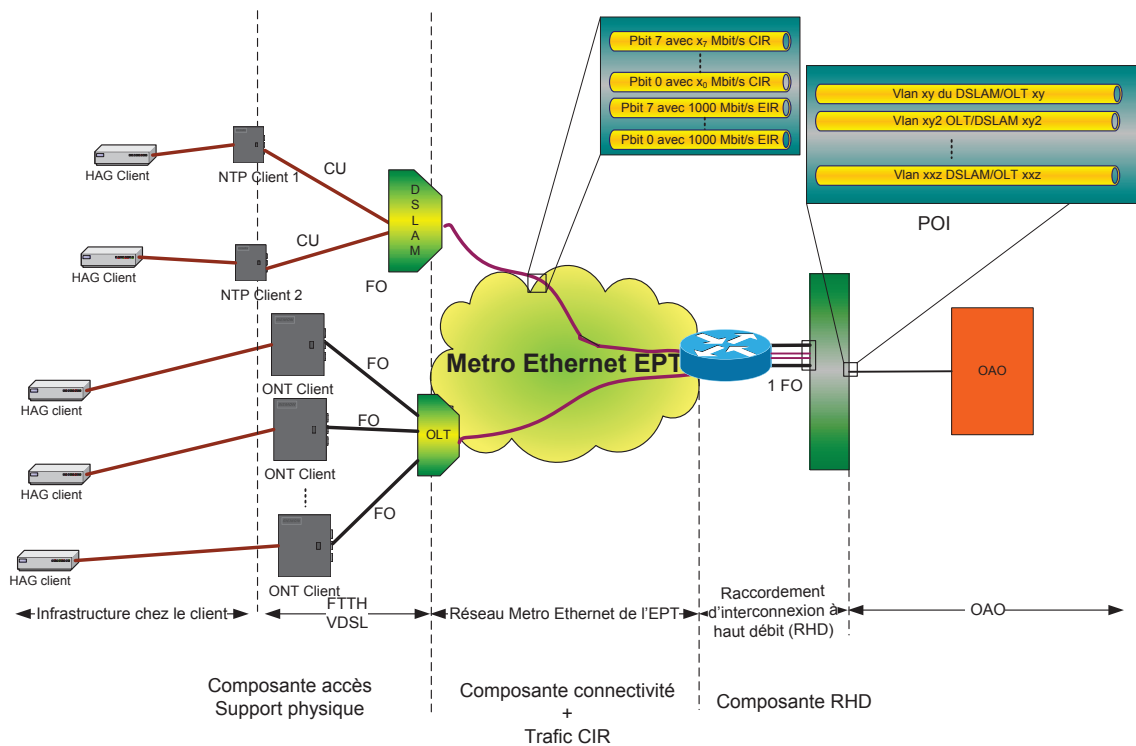 Pbit 7 avec x7 Mbit/s CIR
Pbit 0 avec x0 Mbit/s CIR
Pbit 7 avec 1000 Mbit/s EIR
Pbit 0 avec 1000 Mbit/s EIR
Vlan xy du DSLAM/OLT xy
Vlan xy2 OLT/DSLAM xy2
Vlan xxz DSLAM/OLT xxz
POI
HAG Client
NTP Client 1
CU
DSLAM
HAG Client
NTP Client 2
CU
FO
ONT Client
FO
HAG client
ONT Client
FO
OLT
HAG client
ONT Client
FO
HAG client
Metro Ethernet EPT
1 FO
OAO
Infrastructure chez le client
FTTH
VDSL
Réseau Metro Ethernet de l'EPT
Raccordement
d'interconnexion à
haut débit (RHD)
OAO
Composante accès
Support physique
Composante connectivité
+
Trafic CIR
Composante RHD